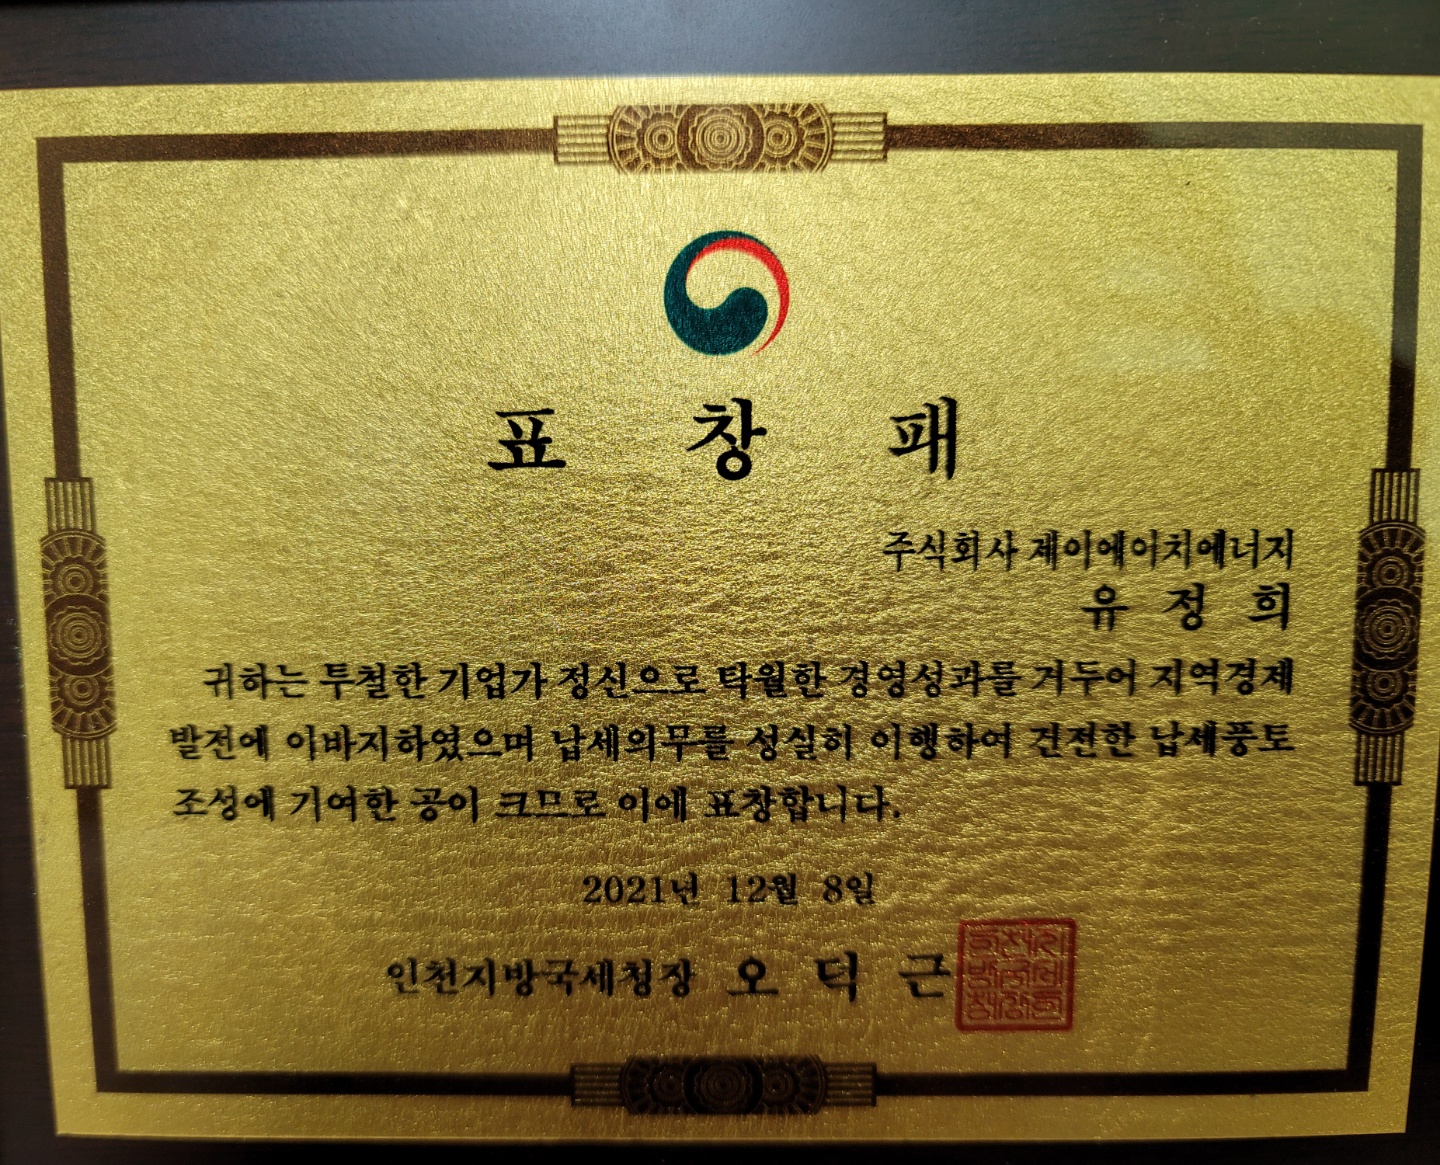 표 창 패
주식회사 제이에이치에너지
유 정 희
귀하는 투철한 기업가 정신으로 탁월한 경영성과를 거두어 지역경제
발전에 이바지하였으며 납세의무를 성실히 이행하여 건전한 납세풍토
조성에 기여한 공이 크므로 이에 표창합니다.
2021년 12월 8일
인천지방국세청장 오 덕 근